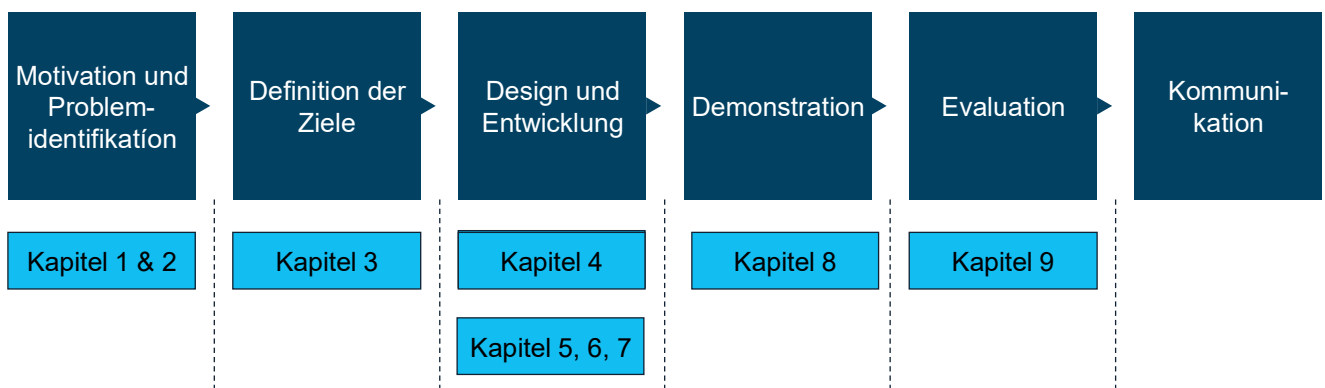 Motivation und
Problem-
identifikatíon
Definition der
Ziele
Design und
Entwicklung
Demonstration
Evaluation
Kommuni-
kation
Kapitel 1 & 2
Kapitel 3
Kapitel 4
Kapitel 8
Kapitel 9
Kapitel 5, 6, 7